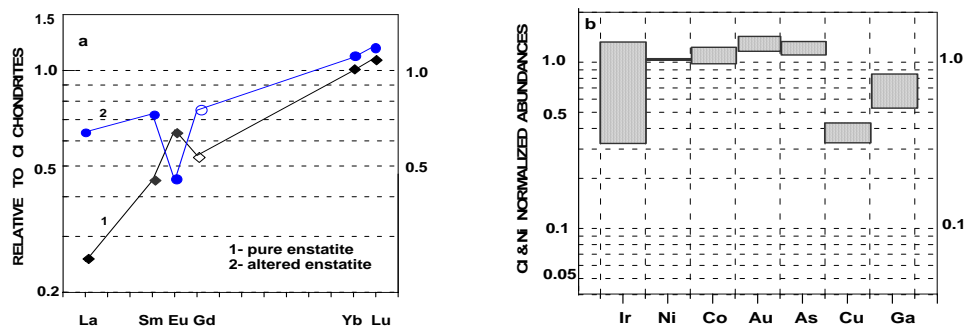 a
RELATIVE TO CI CHONDRITES
1.5
1.0
0.5
0.2
1.0
0.5
2
1
1- pure enstatite
2- altered enstatite
La Sm Eu Gd Yb Lu
b
CI & Ni NORMALIZED ABUNDANCES
1.0
0.5
0.1
0.05
1.0
0.1
Ir Ni Co Au As Cu Ga